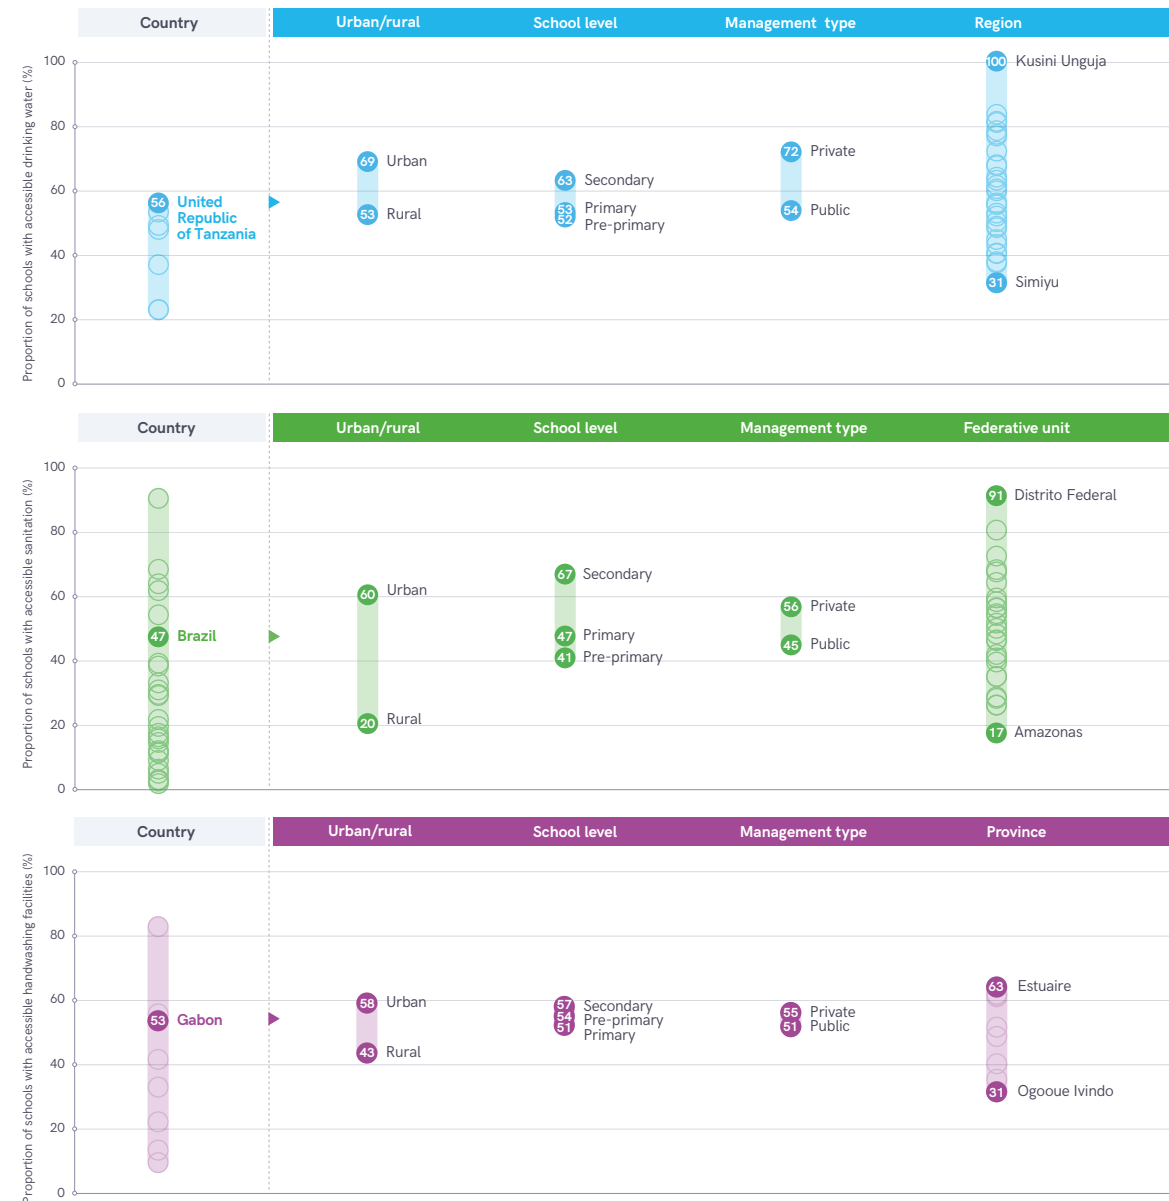 Country
Urban/rural
School level
Management type
Region
Proportion of schools with accessible drinking water (%)
100
80
60
40
20
0
56
United
Republic
of Tanzania
69 Urban
53 Rural
63 Secondary
53 Primary
52 Pre-primary
72 Private
54 Public
100 Kusini Unguja
31 Simiyu
Country
Urban/rural
School level
Management type
Federative unit
Proportion of schools with accessible sanitation (%)
100
80
60
40
20
0
47 Brazil
60 Urban
20 Rural
67 Secondary
47 Primary
41 Pre-primary
56 Private
45 Public
91 Distrito Federal
17 Amazonas
Country
Urban/rural
School level
Management type
Province
Proportion of schools with accessible handwashing facilities (%)
100
80
60
40
20
0
53 Gabon
58 Urban
43 Rural
57 Secondary
54 Pre-primary
51 Primary
55 Private
51 Public
63 Estuaire
31 Ogooue Ivindo